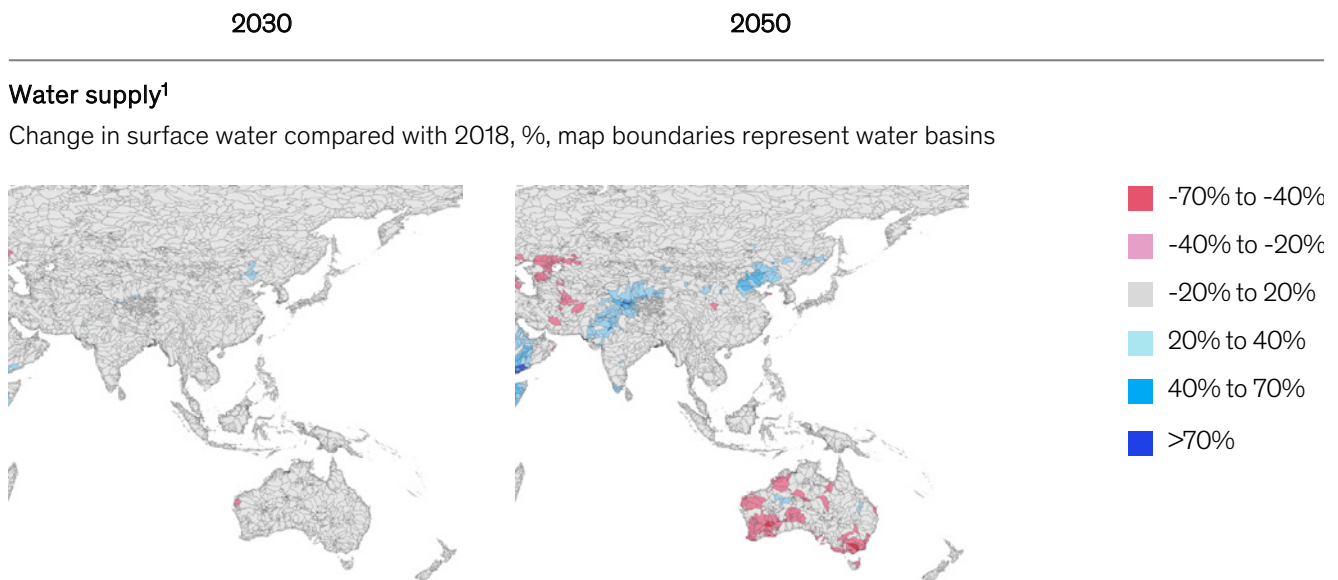 2030
2050
Water supply¹
Change in surface water compared with 2018, %, map boundaries represent water basins
-70% to -40%
-40% to -20%
-20% to 20%
20% to 40%
40% to 70%
>70%